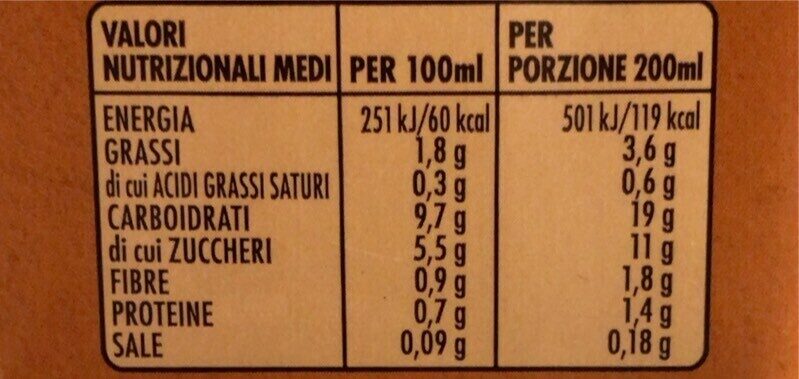 VALORI
NUTRIZIONALI MEDI PER 100ml PER PORZIONE 200ml
ENERGIA 251 kJ/60 kcal 501 kJ/119 kcal
GRASSI 1,8 g 3,6 g
di cui ACIDI GRASSI SATURI 0,3 g 0,6 g
CARBOIDRATI 9,7 g 19 g
di cui ZUCCHERI 5,5 g 11 g
FIBRE 0,9 g 1,8 g
PROTEINE 0,7 g 1,4 g
SALE 0,09 g 0,18 g